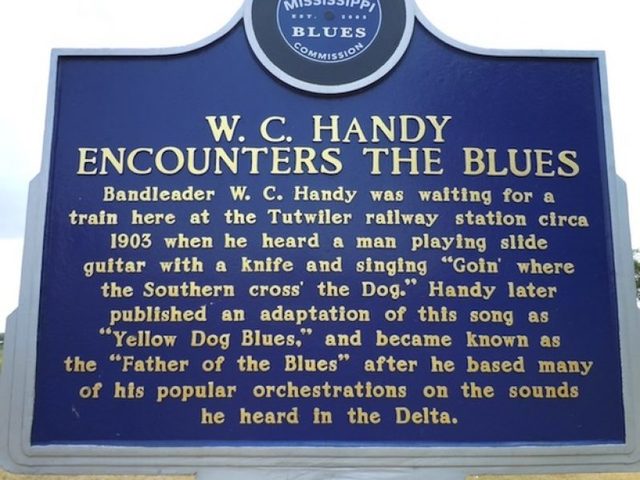 MISSISSIPPI
EST. 2003
BLUES
COMMISSION
W. C. HANDY
ENCOUNTERS THE BLUES
Bandleader W. C. Handy was waiting for a
train here at the Tutwiler railway station circa
1903 when he heard a man playing slide
guitar with a knife and singing "Goin' where
the Southern cross' the Dog." Handy later
published an adaptation of this song as
"Yellow Dog Blues," and became known as
the "Father of the Blues" after he based many
of his popular orchestrations on the sounds
he heard in the Delta.